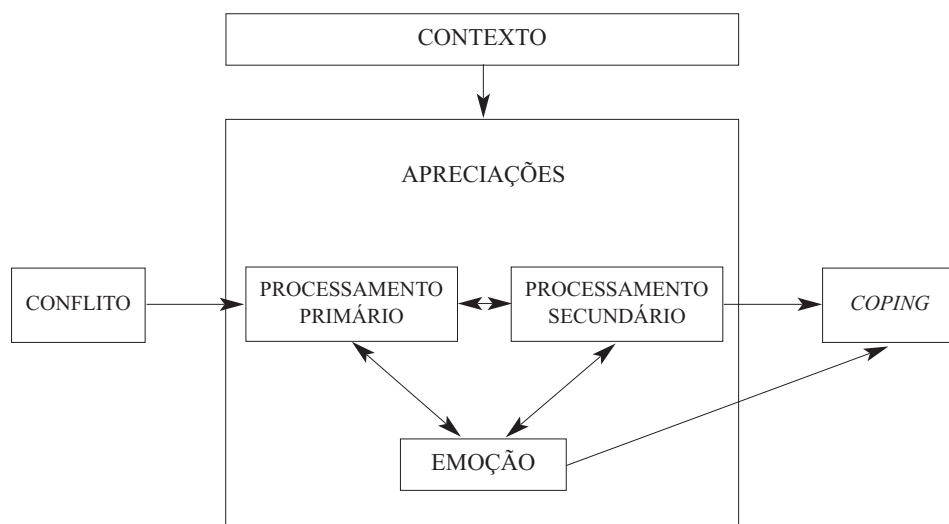 CONTEXTO
APRECIAÇÕES
CONFLITO
PROCESSAMENTO
PRIMÁRIO
PROCESSAMENTO
SECUNDÁRIO
COPING
EMOÇÃO